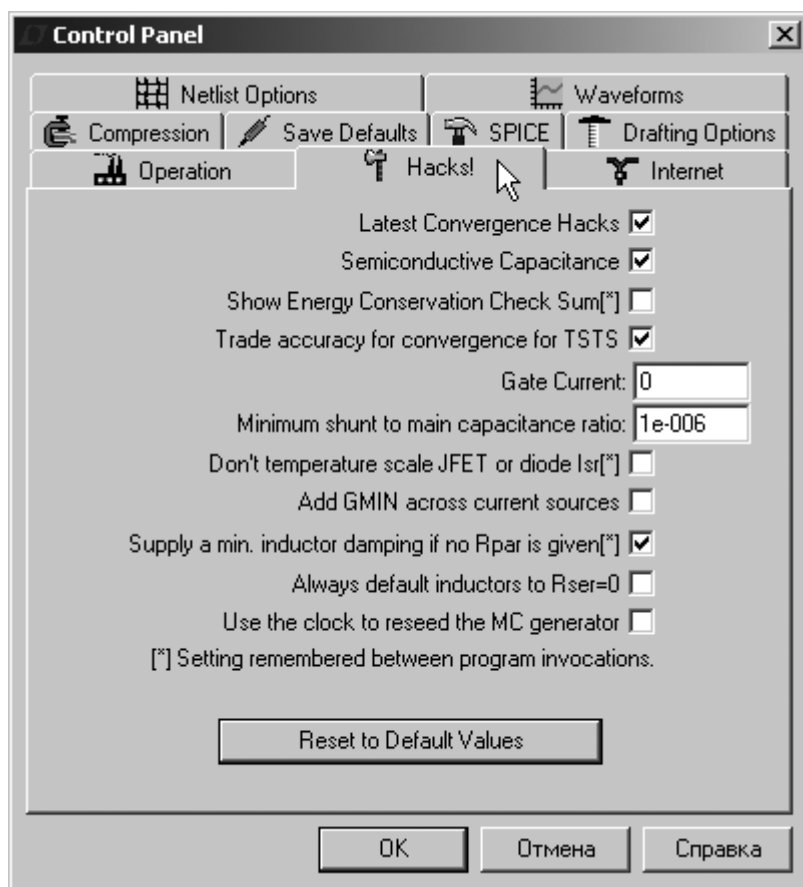 Control Panel
Netlist Options Waveforms
Compression Save Defaults SPICE Drafting Options
Operation Hacks! Internet
Latest Convergence Hacks
Semiconductive Capacitance
Show Energy Conservation Check Sum[*]
Trade accuracy for convergence for TSTS
Gate Current: 0
Minimum shunt to main capacitance ratio: 1e-006
Don't temperature scale JFET or diode Isr[*]
Add GMIN across current sources
Supply a min. inductor damping if no Rpar is given[*]
Always default inductors to Rser=0
Use the clock to reseed the MC generator
[*] Setting remembered between program invocations.
Reset to Default Values
OK Отмена Справка